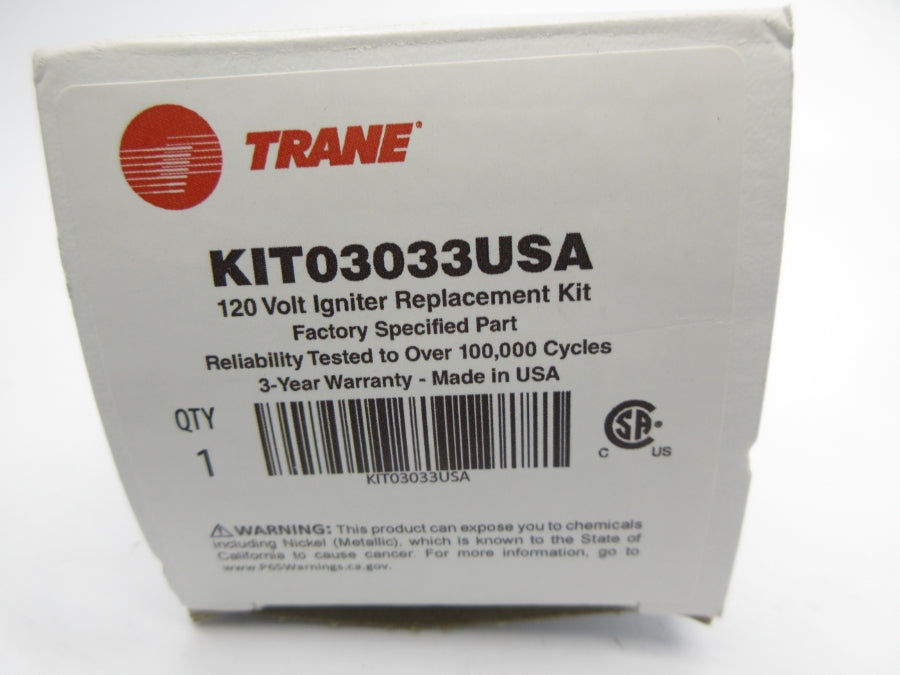 TRANE®
KIT03033USA
120 Volt Igniter Replacement Kit
Factory Specified Part
Reliability Tested to Over 100,000 Cycles
3-Year Warranty - Made in USA
QTY
1
KIT03033USA
SA
C US
⚠WARNING: This product can expose you to chemicals
including Nickel (Metallic), which is known to the State of
California to cause cancer. For more information, go to
www.P65Warnings.ca.gov.